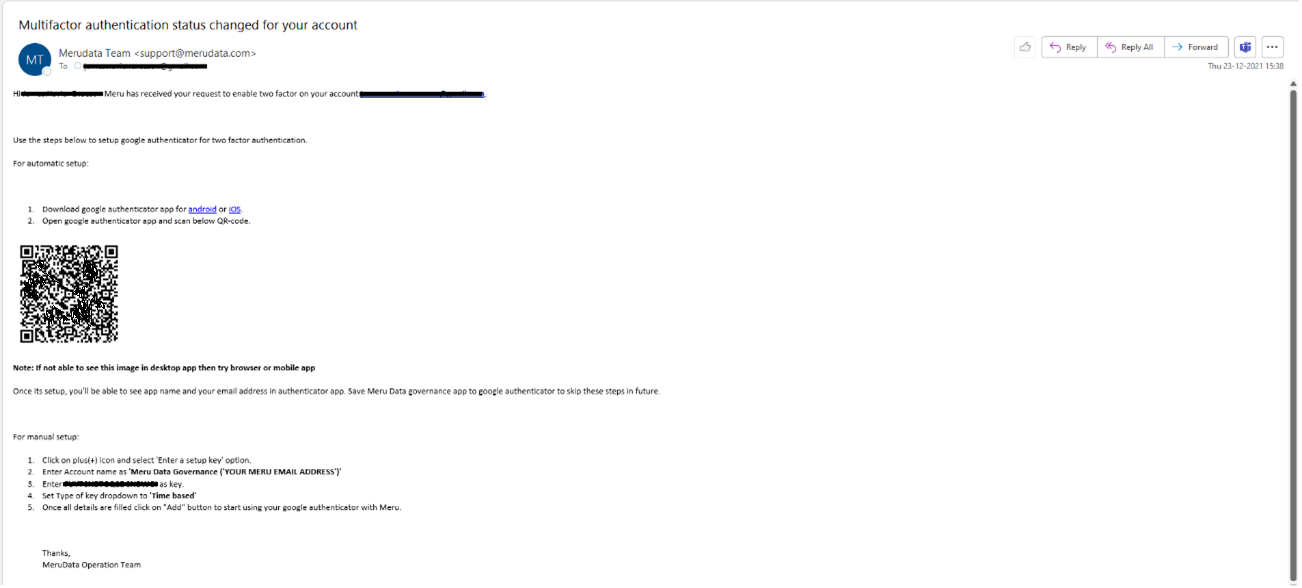 Multifactor authentication status changed for your account
MT
Merudata Team <support@merudata.com>
To
Reply
Reply All
Forward
Thu 23-12-2021 15:38
Hi Meru has received your request to enable two factor on your account
Use the steps below to setup google authenticator for two factor authentication.
For automatic setup:
1. Download google authenticator app for android or iOS.
2. Open google authenticator app and scan below QR-code.
Note: If not able to see this image in desktop app then try browser or mobile app
Once its setup, you'll be able to see app name and your email address in authenticator app. Save Meru Data governance app to google authenticator to skip these steps in future.
For manual setup:
1. Click on plus(+) icon and select 'Enter a setup key' option.
2. Enter Account name as 'Meru Data Governance ('YOUR MERU EMAIL ADDRESS')'
3. Enter as key.
4. Set Type of key dropdown to 'Time based'
5. Once all details are filled click on "Add" button to start using your google authenticator with Meru.
Thanks,
MeruData Operation Team